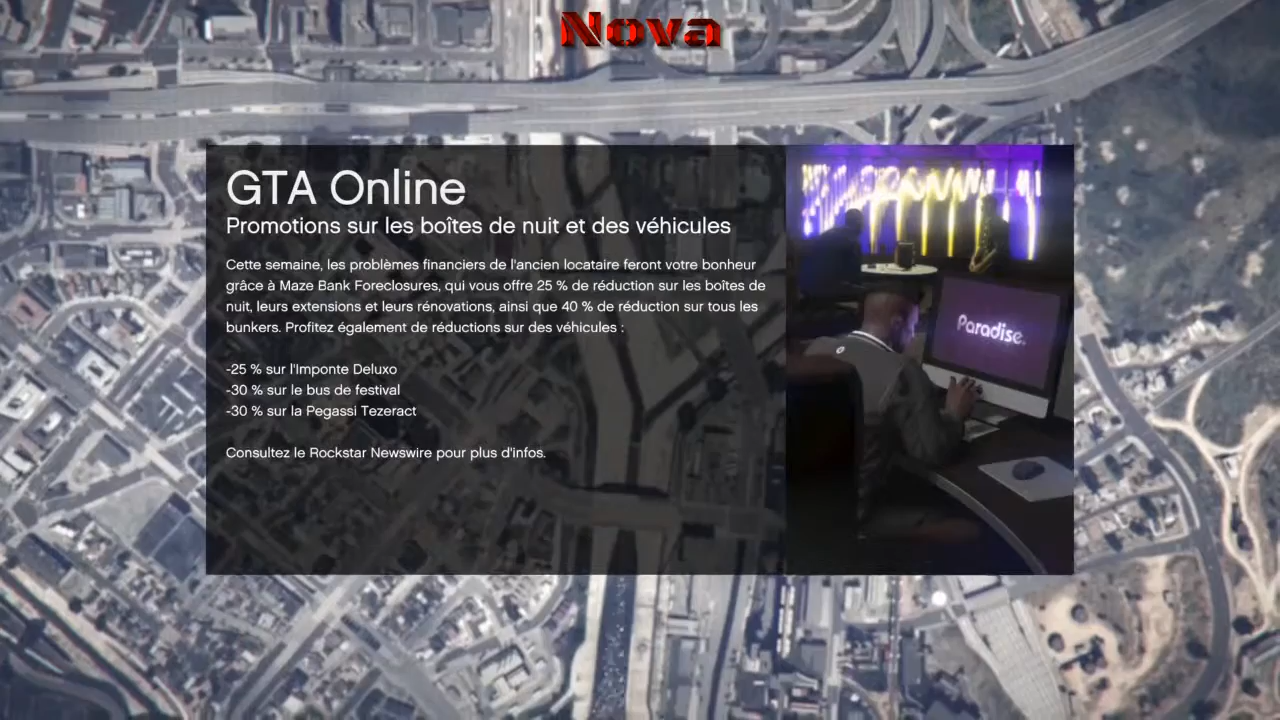 Nova
GTA Online
Promotions sur les boîtes de nuit et des véhicules
Cette semaine, les problèmes financiers de l'ancien locataire feront votre bonheur
grâce à Maze Bank Foreclosures, qui vous offre 25 % de réduction sur les boîtes de
nuit, leurs extensions et leurs rénovations, ainsi que 40 % de réduction sur tous les
bunkers. Profitez également de réductions sur des véhicules :
-25 % sur l'Imponte Deluxo
-30 % sur le bus de festival
-30 % sur la Pegassi Tezeract
Consultez le Rockstar Newswire pour plus d'infos.
Paradise.